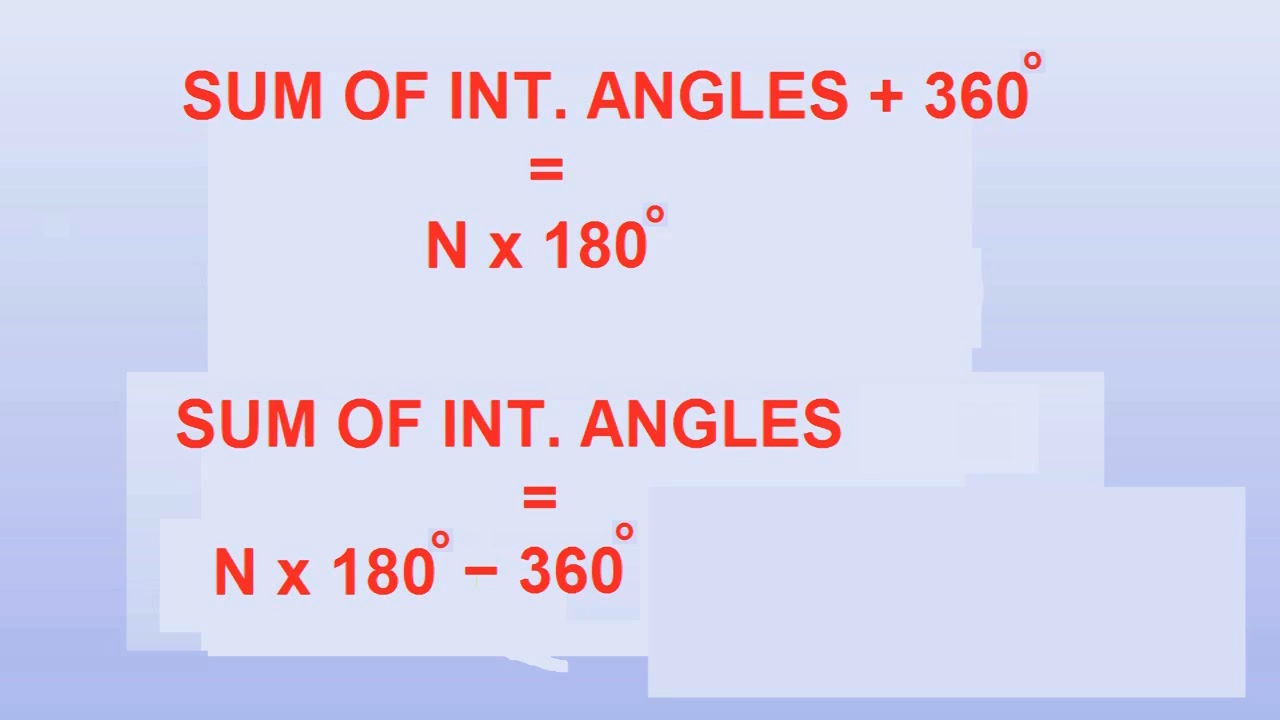 SUM OF INT. ANGLES + 360°
=
N x 180°
SUM OF INT. ANGLES
=
N x 180° – 360°